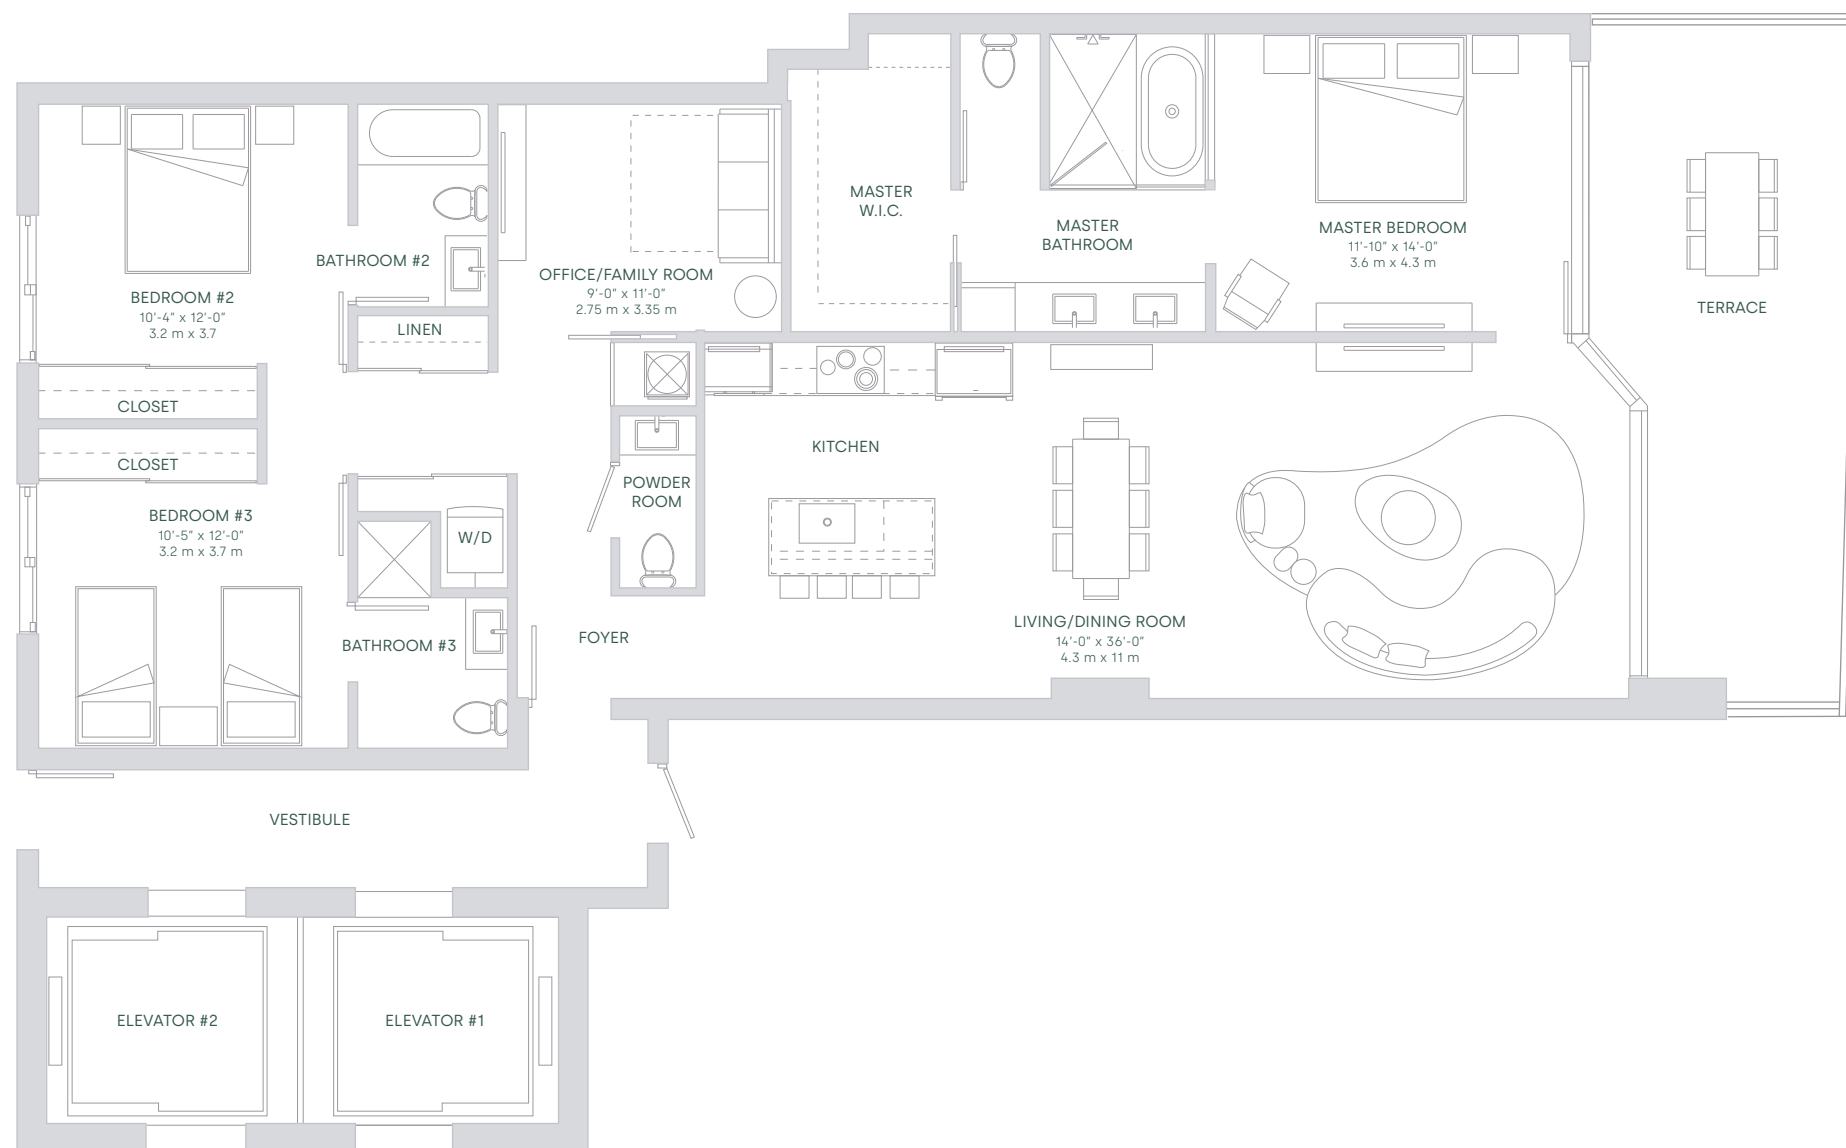 MASTER
W.I.C.
MASTER
BATHROOM
MASTER BEDROOM
11'-10" x 14'-0"
3.6 m x 4.3 m
TERRACE
BATHROOM #2
OFFICE/FAMILY ROOM
9'-0" x 11'-0"
2.75 m x 3.35 m
BEDROOM #2
10'-4" x 12'-0"
3.2 m x 3.7
LINEN
CLOSET
CLOSET
KITCHEN
POWDER
ROOM
BEDROOM #3
10'-5" x 12'-0"
3.2 m x 3.7 m
W/D
BATHROOM #3
FOYER
LIVING/DINING ROOM
14'-0" x 36'-0"
4.3 m x 11 m
VESTIBULE
ELEVATOR #2
ELEVATOR #1